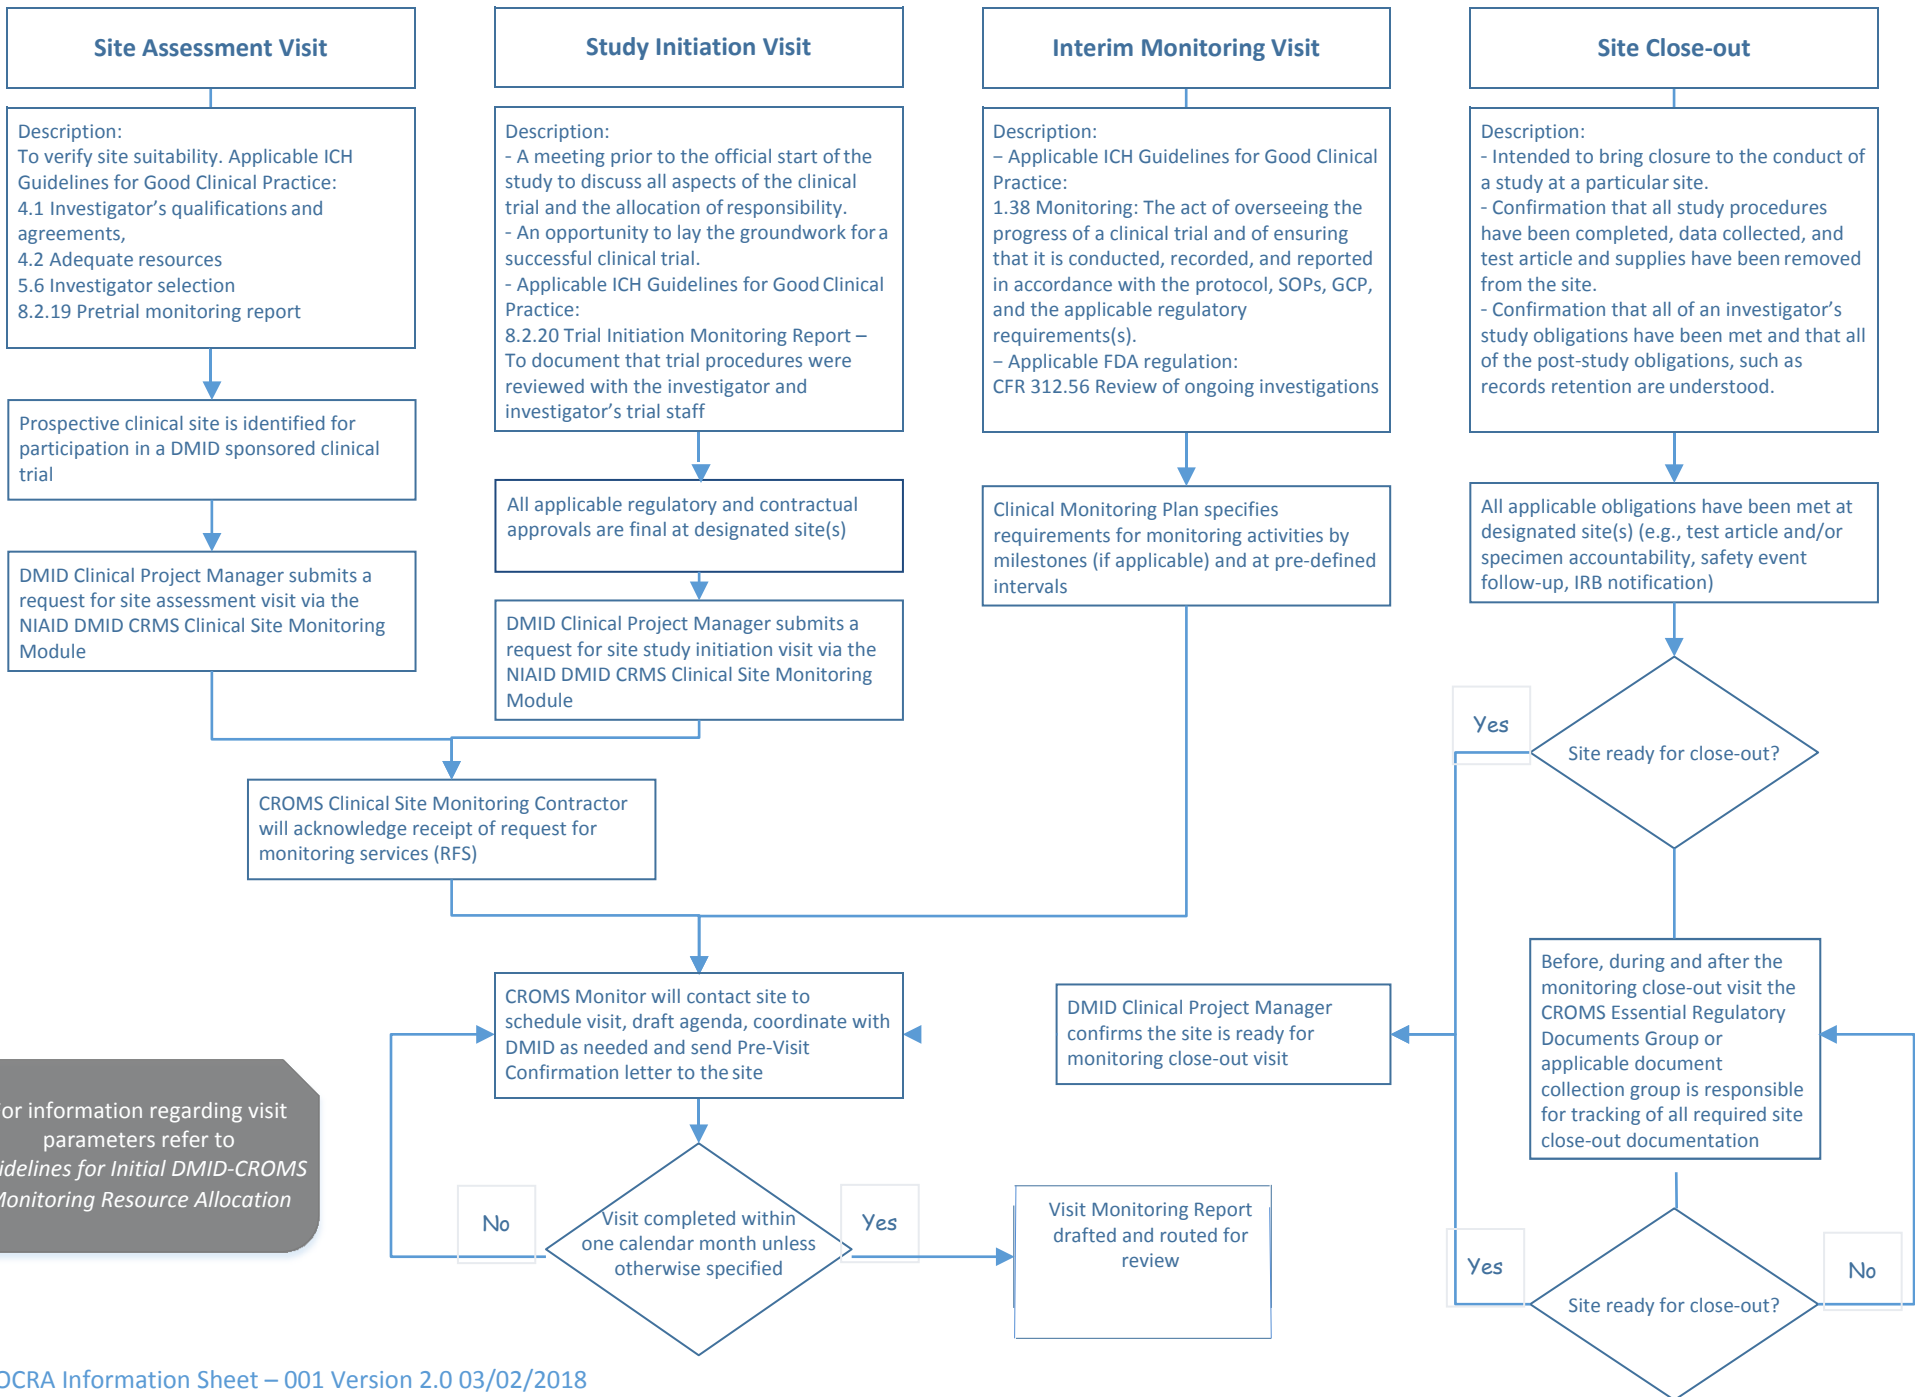 Site Assessment Visit
Description:
To verify site suitability. Applicable ICH
Guidelines for Good Clinical Practice:
4.1 Investigator’s qualifications and
agreements,
4.2 Adequate resources
5.6 Investigator selection
8.2.19 Pretrial monitoring report
Prospective clinical site is identified for
participation in a DMID sponsored clinical
trial
DMID Clinical Project Manager submits a
request for site assessment visit via the
NIAID DMID CRMS Clinical Site Monitoring
Module
Study Initiation Visit
Description:
- A meeting prior to the official start of the
study to discuss all aspects of the clinical
trial and the allocation of responsibility.
- An opportunity to lay the groundwork for a
successful clinical trial.
- Applicable ICH Guidelines for Good Clinical
Practice:
8.2.20 Trial Initiation Monitoring Report –
To document that trial procedures were
reviewed with the investigator and
investigator’s trial staff
All applicable regulatory and contractual
approvals are final at designated site(s)
DMID Clinical Project Manager submits a
request for site study initiation visit via the
NIAID DMID CRMS Clinical Site Monitoring
Module
Interim Monitoring Visit
Description:
– Applicable ICH Guidelines for Good Clinical
Practice:
1.38 Monitoring: The act of overseeing the
progress of a clinical trial and of ensuring
that it is conducted, recorded, and reported
in accordance with the protocol, SOPs, GCP,
and the applicable regulatory
requirements(s).
– Applicable FDA regulation:
CFR 312.56 Review of ongoing investigations
Clinical Monitoring Plan specifies
requirements for monitoring activities by
milestones (if applicable) and at pre-defined
intervals
Site Close-out
Description:
- Intended to bring closure to the conduct of
a study at a particular site.
- Confirmation that all study procedures
have been completed, data collected, and
test article and supplies have been removed
from the site.
- Confirmation that all of an investigator’s
study obligations have been met and that all
of the post-study obligations, such as
records retention are understood.
All applicable obligations have been met at
designated site(s) (e.g., test article and/or
specimen accountability, safety event
follow-up, IRB notification)
Yes
Site ready for close-out?
CROMS Clinical Site Monitoring Contractor
will acknowledge receipt of request for
monitoring services (RFS)
CROMS Monitor will contact site to
schedule visit, draft agenda, coordinate with
DMID as needed and send Pre-Visit
Confirmation letter to the site
DMID Clinical Project Manager
confirms the site is ready for
monitoring close-out visit
Before, during and after the
monitoring close-out visit the
CROMS Essential Regulatory
Documents Group or
applicable document
collection group is responsible
for tracking of all required site
close-out documentation
or information regarding visit
parameters refer to
idelines for Initial DMID-CROMS
Monitoring Resource Allocation
No
Visit completed within
one calendar month unless
otherwise specified
Yes
Visit Monitoring Report
drafted and routed for
review
Yes
Site ready for close-out?
No
OCRA Information Sheet – 001 Version 2.0 03/02/2018